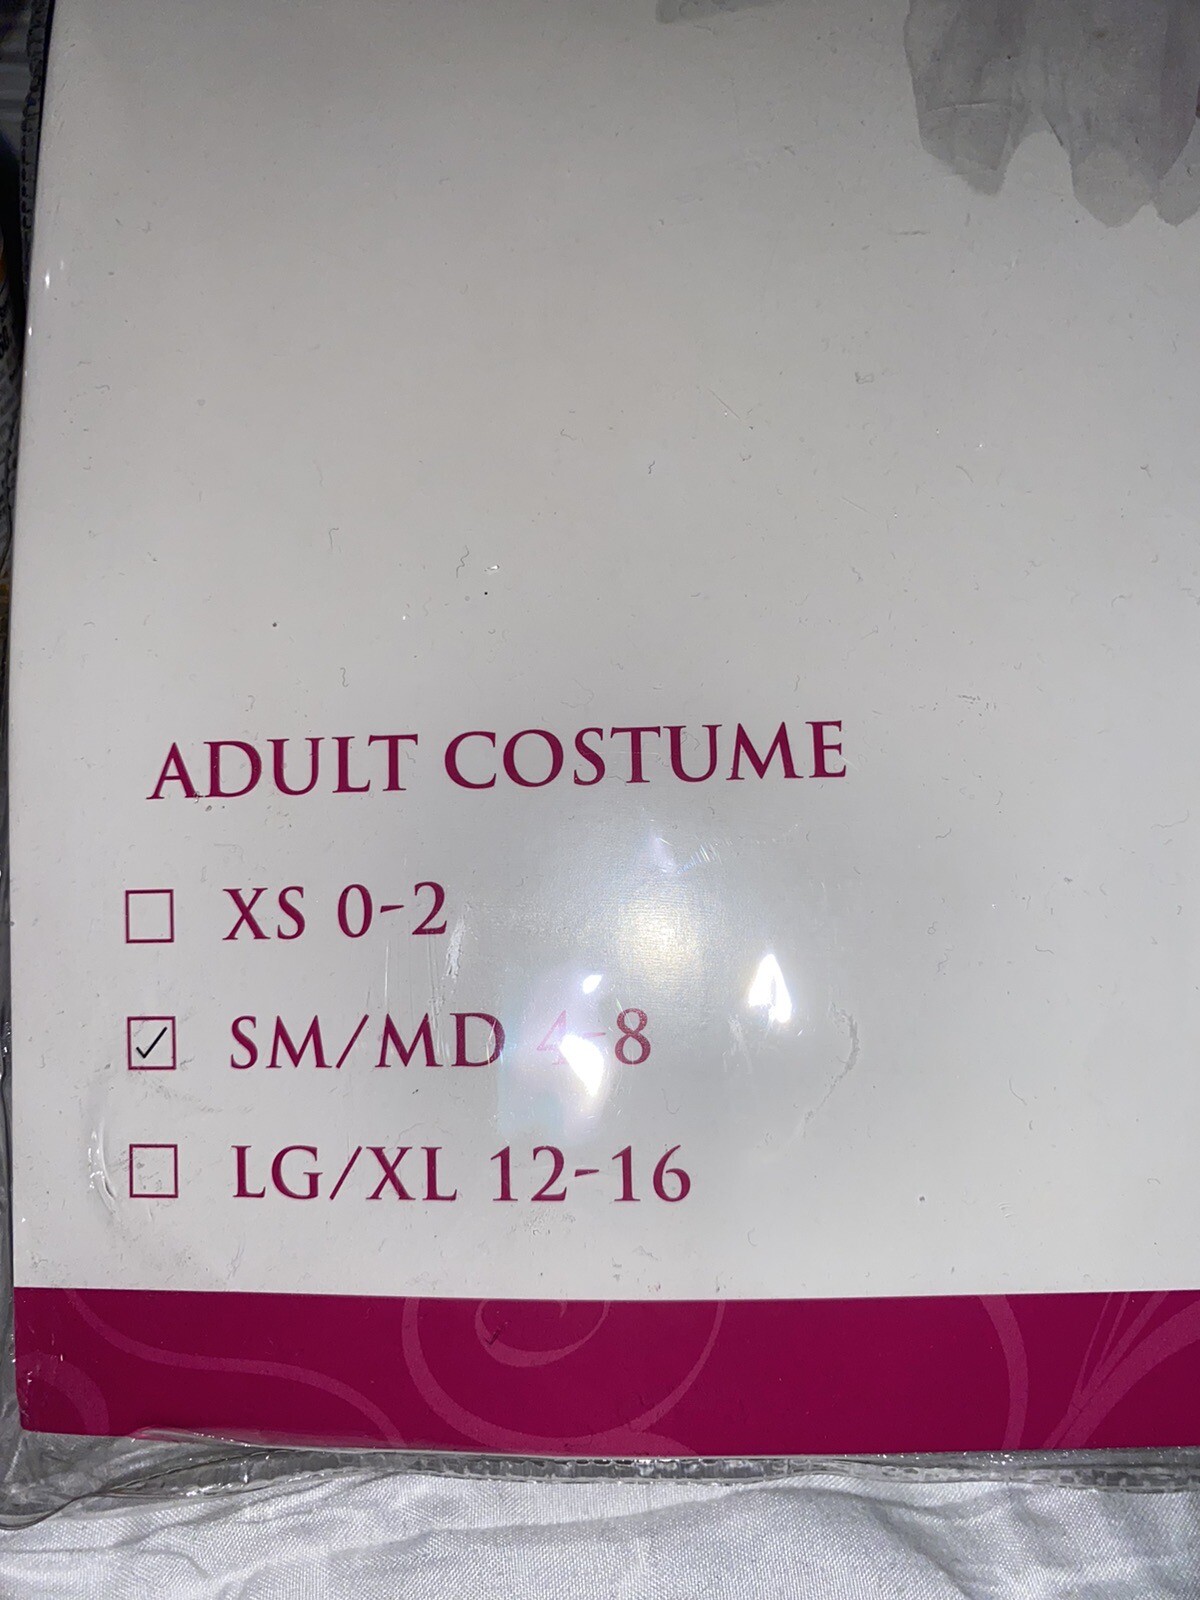 ADULT COSTUME
XS 0-2
SM/MD 4-8
LG/XL 12-16